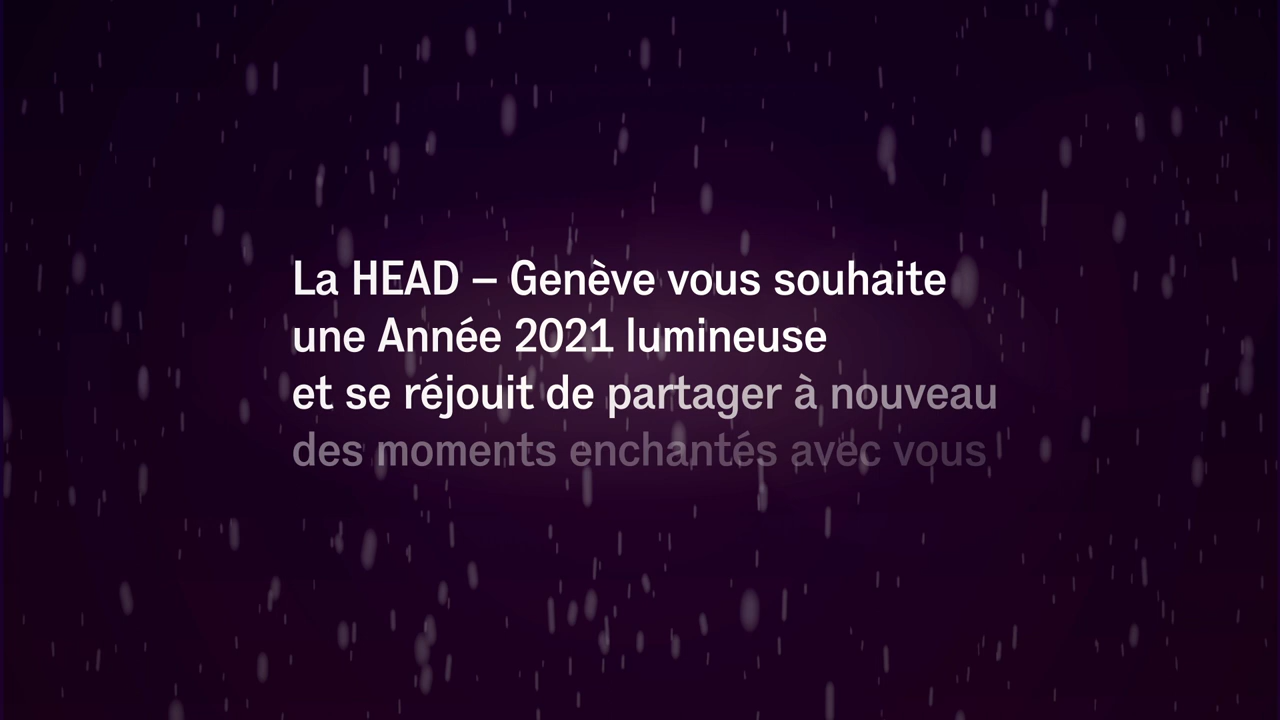 La HEAD – Genève vous souhaite
une Année 2021 lumineuse
et se réjouit de partager à nouveau
des moments enchantés avec vous